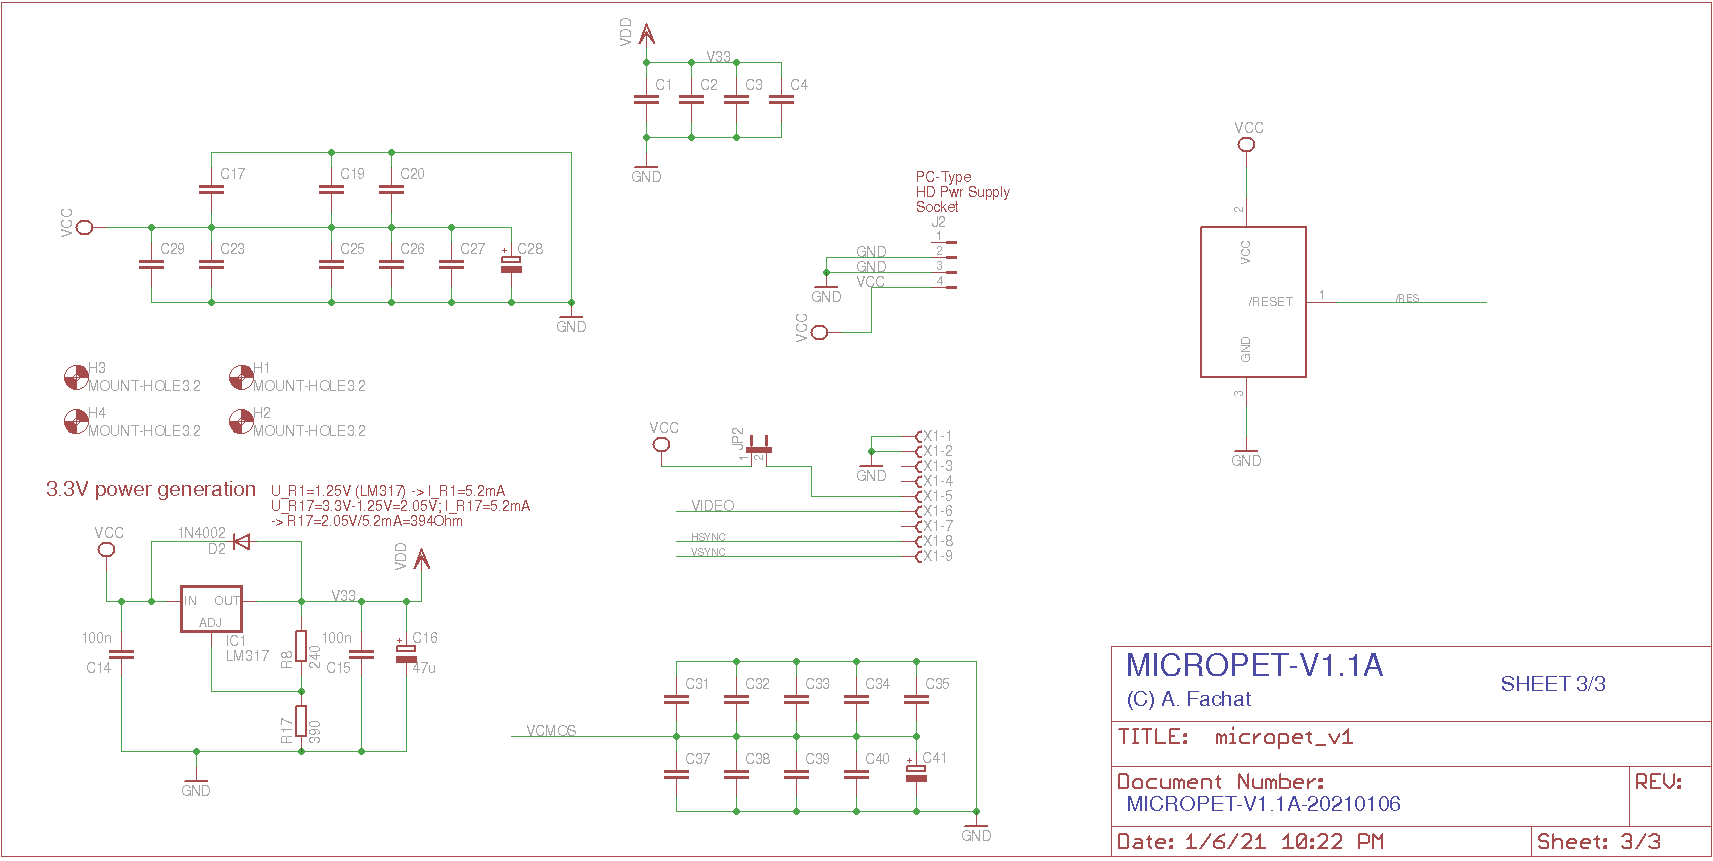 VDD
V33
C1 C2 C3 C4
GND
VCC
C17 C19 C20
C29 C23 C25 C26 C27 + C28
GND
PC-Type
HD Pwr Supply
Socket
J2
1
GND 2
GND 3
VCC 4
GND
VCC
VCC
2
VCC
/RESET 1 /RES
GND
3
GND
H3
MOUNT-HOLE3.2
H1
MOUNT-HOLE3.2
H4
MOUNT-HOLE3.2
H2
MOUNT-HOLE3.2
VCC
JP2
1 2
GND
X1-1
X1-2
X1-3
X1-4
X1-5
VIDEO X1-6
X1-7
HSYNC X1-8
VSYNC X1-9
3.3V power generation
U_R1=1.25V (LM317) -> I_R1=5.2mA
U_R17=3.3V-1.25V=2.05V; I_R17=5.2mA
-> R17=2.05V/5.2mA=394Ohm
VCC
1N4002
D2
VDD
IN OUT
ADJ
V33
IC1
LM317
100n
C14
R8
240
100n
C15
+ C16
47u
R17
390
GND
VCMOS
C31 C32 C33 C34 C35
C37 C38 C39 C40 + C41
GND
MICROPET-V1.1A
(C) A. Fachat
SHEET 3/3
TITLE: micropet_v1
Document Number:
MICROPET-V1.1A-20210106
REV:
Date: 1/6/21 10:22 PM
Sheet: 3/3